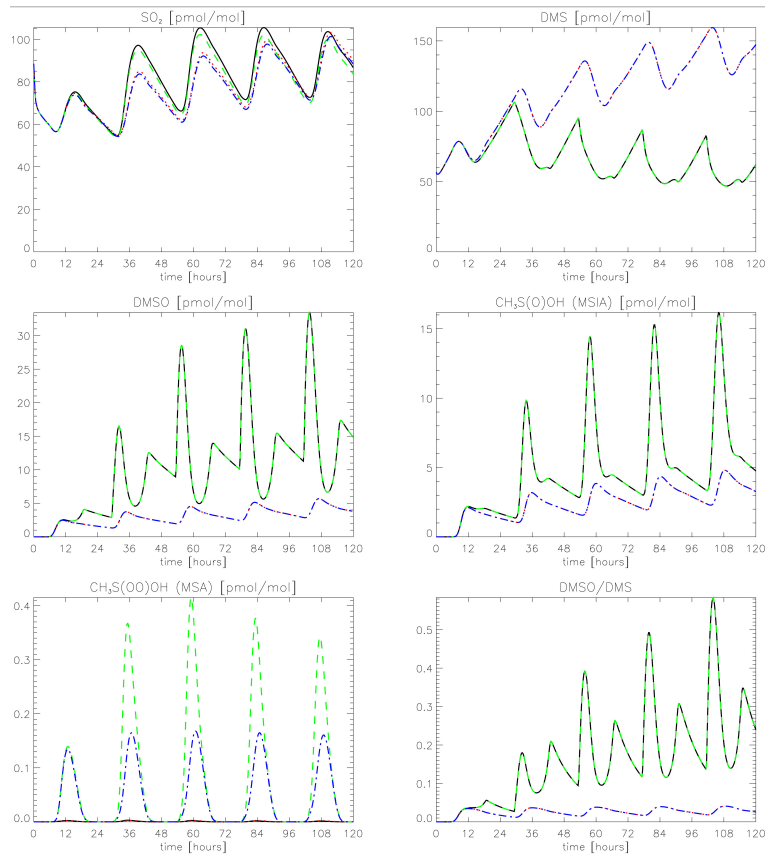 SO₂ [pmol/mol]
100
80
60
40
20
0
0 12 24 36 48 60 72 84 96 108 120
time [hours]
DMS [pmol/mol]
150
100
50
0
0 12 24 36 48 60 72 84 96 108 120
time [hours]
DMSO [pmol/mol]
30
25
20
15
10
5
0
0 12 24 36 48 60 72 84 96 108 120
time [hours]
CH₃S(O)OH (MSIA) [pmol/mol]
15
10
5
0
0 12 24 36 48 60 72 84 96 108 120
time [hours]
CH₃S(OO)OH (MSA) [pmol/mol]
0.4
0.3
0.2
0.1
0.0
0 12 24 36 48 60 72 84 96 108 120
time [hours]
DMSO/DMS
0.5
0.4
0.3
0.2
0.1
0.0
0 12 24 36 48 60 72 84 96 108 120
time [hours]